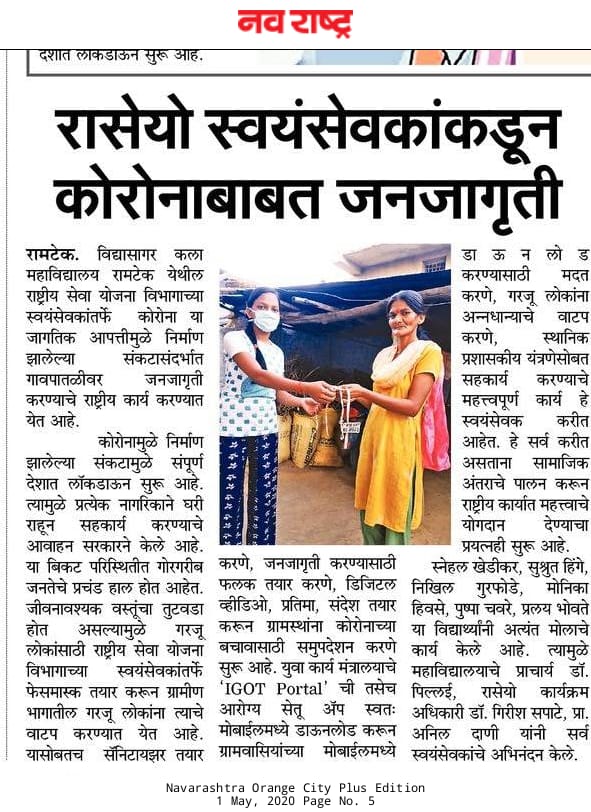 नव राष्ट्र
देशात लॉकडाऊन सुरू आहे.
रासेयो स्वयंसेवकांकडून
कोरोनाबाबत जनजागृती
रामटेक. विद्यासागर कला
महाविद्यालय रामटेक येथील
राष्ट्रीय सेवा योजना विभागाच्या
स्वयंसेवकांतर्फे कोरोना या
जागतिक आपत्तीमुळे निर्माण
झालेल्या संकटासंदर्भात
गावपातळीवर जनजागृती
करण्याचे राष्ट्रीय कार्य करण्यात
येत आहे.
कोरोनामुळे निर्माण
झालेल्या संकटामुळे संपूर्ण
देशात लॉकडाऊन सुरू आहे.
त्यामुळे प्रत्येक नागरिकाने घरी
राहून सहकार्य करण्याचे
आवाहन सरकारने केले आहे.
या बिकट परिस्थितीत गोरगरीब
जनतेचे प्रचंड हाल होत आहेत.
जीवनावश्यक वस्तूंचा तुटवडा
होत असल्यामुळे गरजू
लोकांसाठी राष्ट्रीय सेवा योजना
विभागाच्या स्वयंसेवकांतर्फे
फेसमास्क तयार करून ग्रामीण
भागातील गरजू लोकांना त्याचे
वाटप करण्यात येत आहे.
यासोबतच सॅनिटायझर तयार
करणे, जनजागृती करण्यासाठी
फलक तयार करणे, डिजिटल
व्हीडिओ, प्रतिमा, संदेश तयार
करून ग्रामस्थांना कोरोनाच्या
बचावासाठी समुपदेशन करणे
सुरू आहे. युवा कार्य मंत्रालयाचे
‘IGOT Portal’ ची तसेच
आरोग्य सेतू ॲप स्वतः
मोबाईलमध्ये डाऊनलोड करून
ग्रामवासियांच्या मोबाईलमध्ये
डा ऊ न लो ड
करण्यासाठी मदत
करणे, गरजू लोकांना
अन्नधान्याचे वाटप
करणे, स्थानिक
प्रशासकीय यंत्रणेसोबत
सहकार्य करण्याचे
महत्त्वपूर्ण कार्य हे
स्वयंसेवक करीत
आहेत. हे सर्व करीत
असताना सामाजिक
अंतराचे पालन करून
राष्ट्रीय कार्यात महत्त्वाचे
योगदान देण्याचा
प्रयत्नही सुरू आहे.
स्नेहल खेडीकर, सुश्रुत हिंगे,
निखिल गुरफोडे, मोनिका
हिवसे, पुष्पा चवरे, प्रलय भोवते
या विद्यार्थ्यांनी अत्यंत मोलाचे
कार्य केले आहे. त्यामुळे
महाविद्यालयाचे प्राचार्य डॉ.
पिल्लई, रासेयो कार्यक्रम
अधिकारी डॉ. गिरीश सपाटे, प्रा.
अनिल दाणी यांनी सर्व
स्वयंसेवकांचे अभिनंदन केले.
Navarashtra Orange City Plus Edition
1 May, 2020 Page No. 5